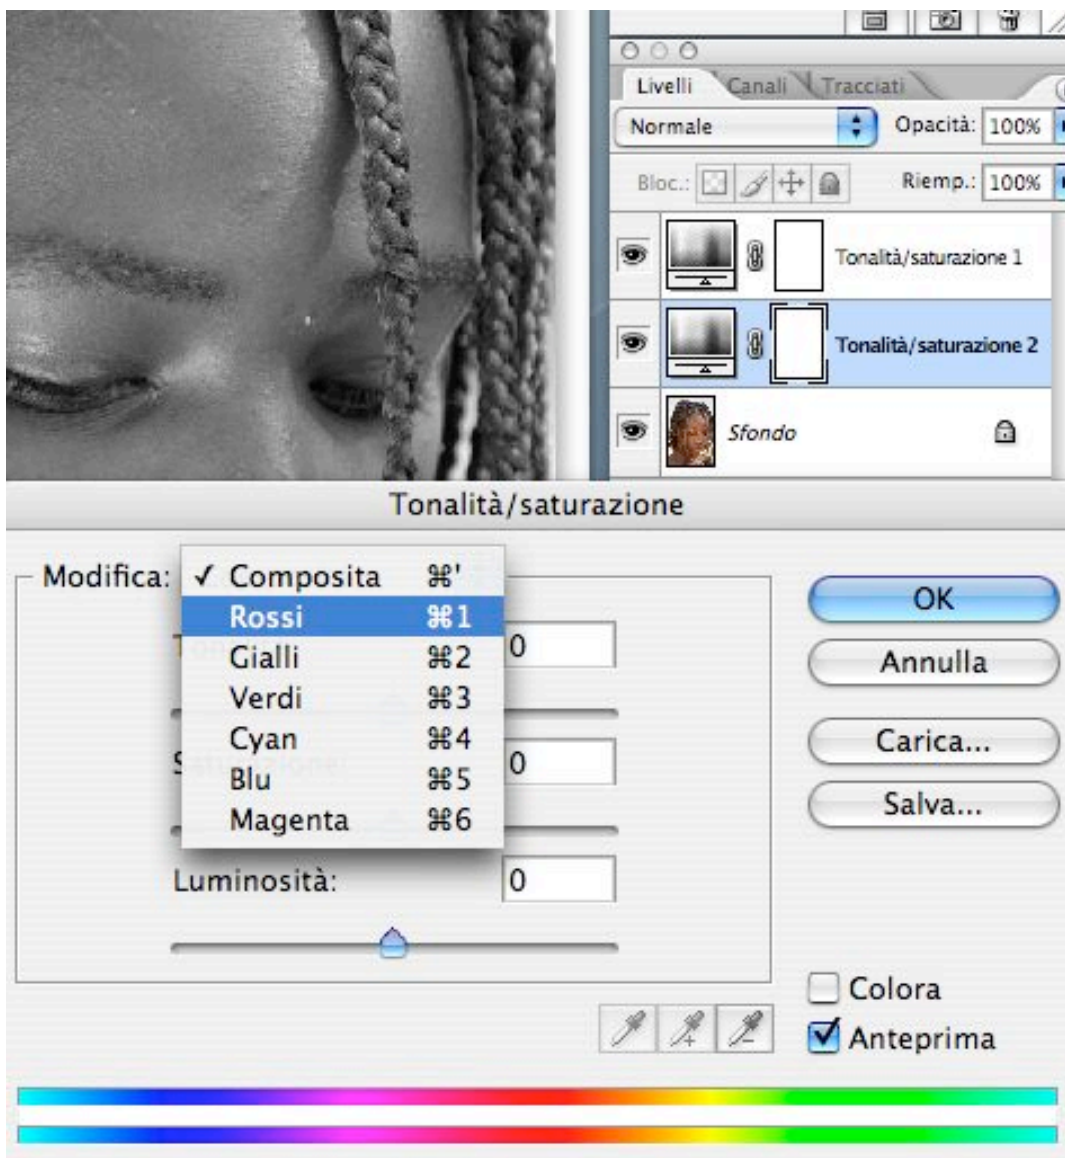 Livelli Canali Tracciati
Normale Opacità: 100%
Bloc.: Riemp.: 100%
Tonalità/saturazione 1
Tonalità/saturazione 2
Sfondo
Tonalità/saturazione
Modifica: ✓ Composita ⌘'
Rossi ⌘1
0
Gialli ⌘2
Verdi ⌘3
Cyan ⌘4
0
Blu ⌘5
Magenta ⌘6
Luminosità: 0
OK
Annulla
Carica...
Salva...
Colora
Anteprima